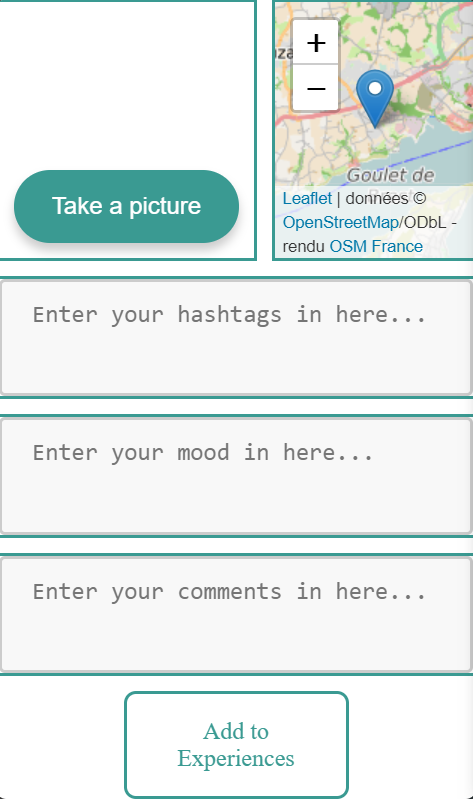 Take a picture
+
−
Goulet de
Leaflet | données ©
OpenStreetMap/ODbL -
rendu OSM France
Enter your hashtags in here...
Enter your mood in here...
Enter your comments in here...
Add to
Experiences